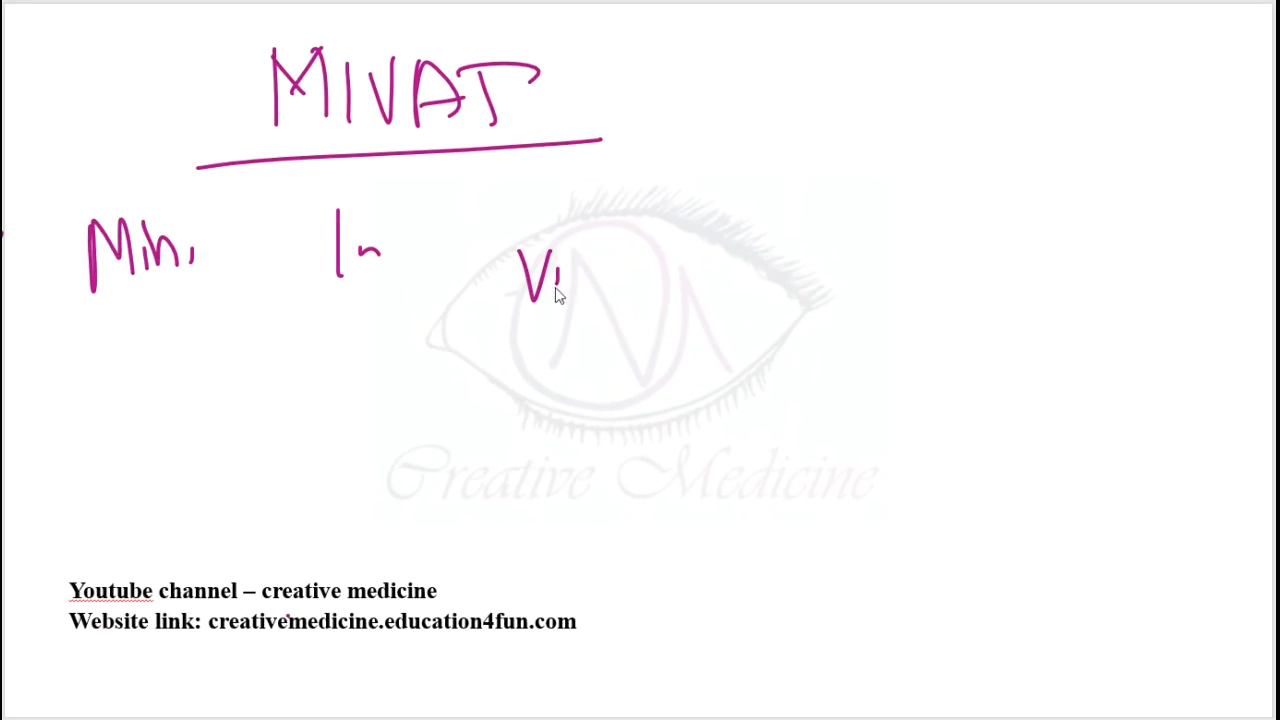 MIVAT
Min, In Vi
Creative Medicine
Youtube channel – creative medicine
Website link: creativemedicine.education4fun.com